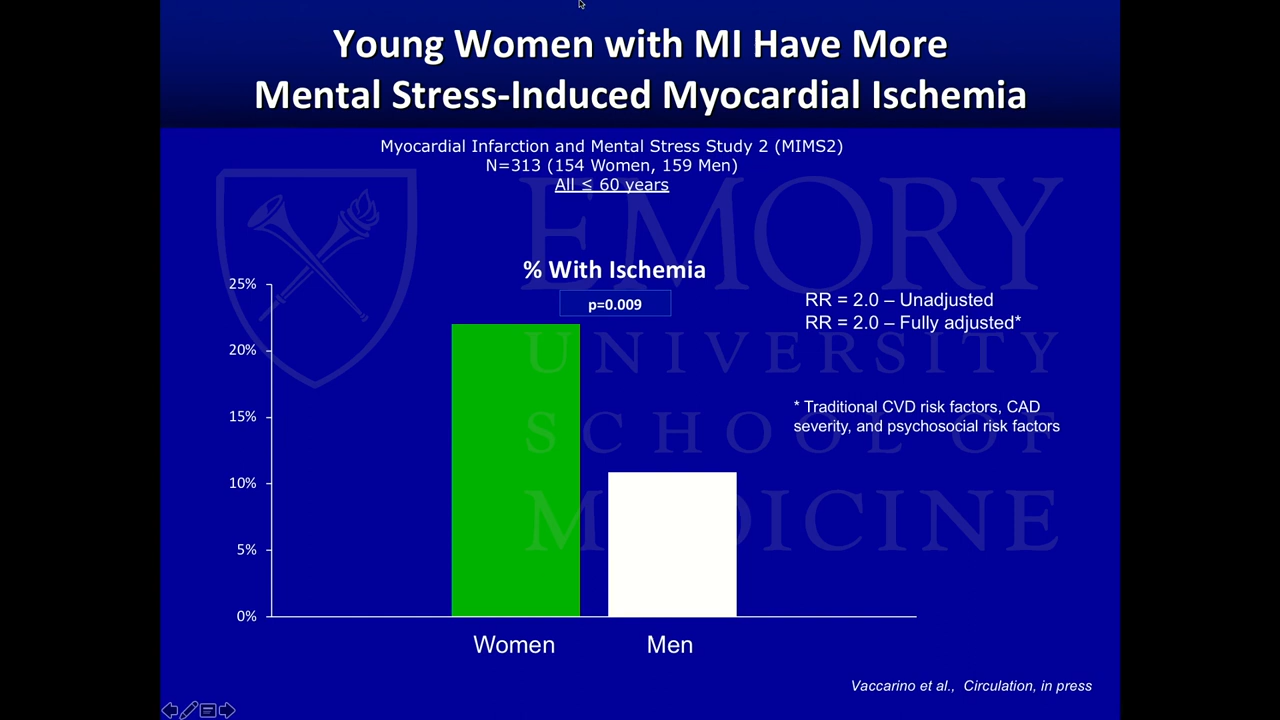 Young Women with MI Have More
Mental Stress-Induced Myocardial Ischemia
Myocardial Infarction and Mental Stress Study 2 (MIMS2)
N=313 (154 Women, 159 Men)
All ≤ 60 years
EMORY
UNIVERSITY
SCHOOL OF
MEDICINE
% With Ischemia
p=0.009
RR = 2.0 – Unadjusted
RR = 2.0 – Fully adjusted*
* Traditional CVD risk factors, CAD
severity, and psychosocial risk factors
25%
20%
15%
10%
5%
0%
Women
Men
Vaccarino et al., Circulation, in press